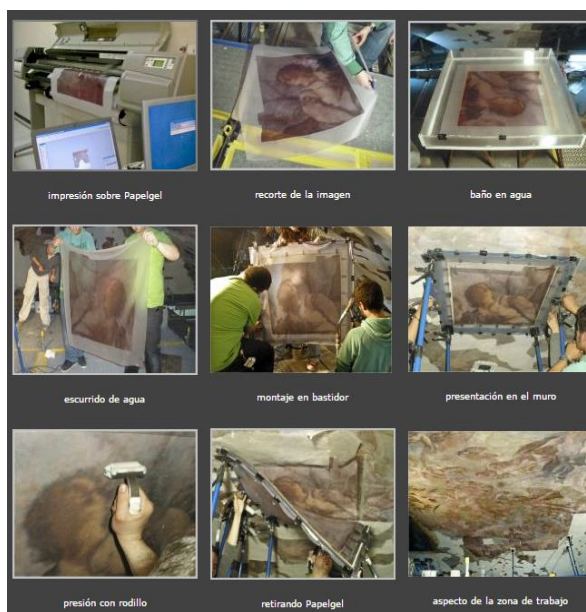 impresión sobre Papelgel
recorte de la imagen
baño en agua
escurrido de agua
montaje en bastidor
presentación en el muro
presión con rodillo
retirando Papelgel
aspecto de la zona de trabajo